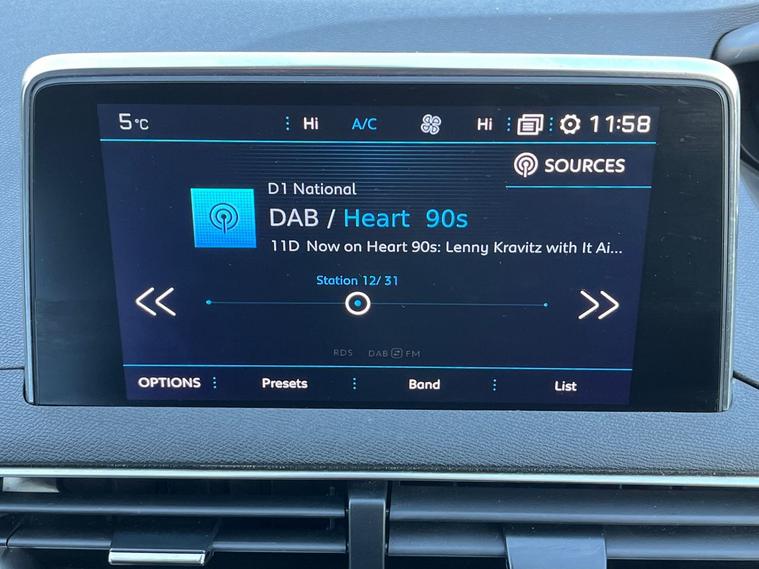 5°C Hi A/C Hi 11:58
SOURCES
D1 National
DAB / Heart 90s
11D Now on Heart 90s: Lenny Kravitz with It Ai...
Station 12/31
RDS DAB FM
OPTIONS Presets Band List